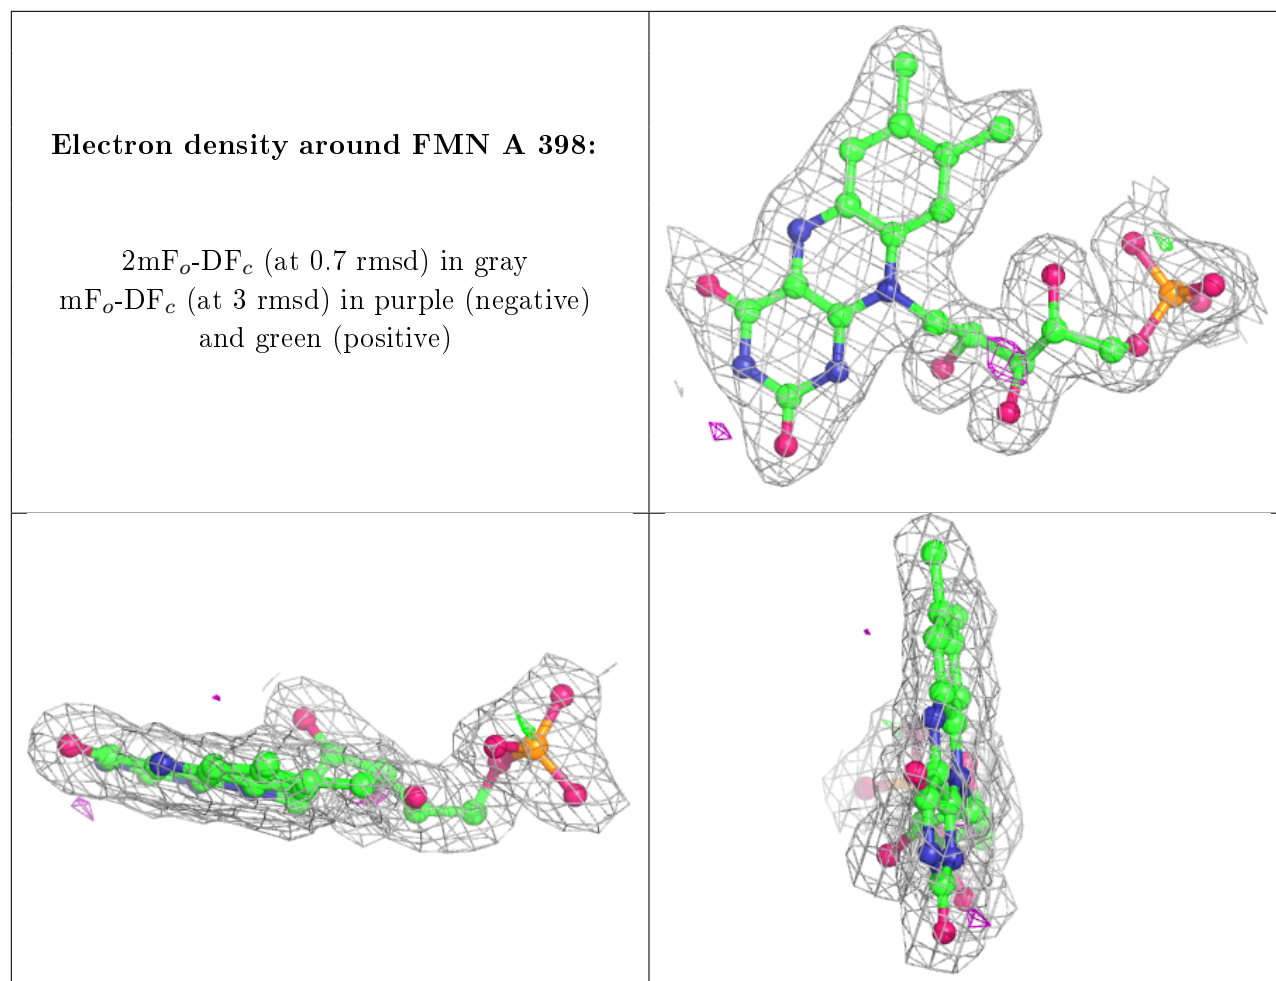 Electron density around FMN A 398:
2mFo-DFc (at 0.7 rmsd) in gray
mFo-DFc (at 3 rmsd) in purple (negative)
and green (positive)